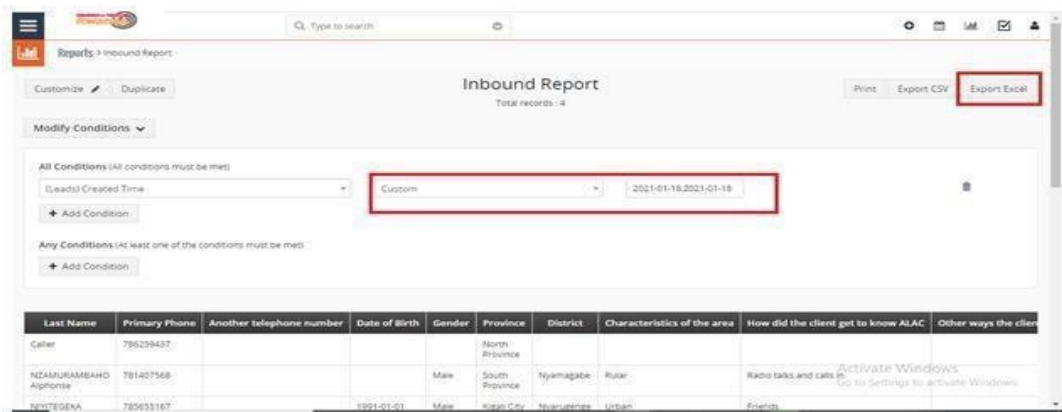 Type to search
Reports > Inbound Report
Customize Duplicate
Inbound Report
Total records : 4
Print Export CSV Export Excel
Modify Conditions
All Conditions (All conditions must be met)
(Leads) Created Time Custom 2021-01-18,2021-01-18
+ Add Condition
Any Conditions (At least one of the conditions must be met)
+ Add Condition
Last Name Primary Phone Another telephone number Date of Birth Gender Province District Characteristics of the area How did the client get to know ALAC Other ways the clien
Caller 786259437 North
Province
NZAMURAMBAHO 781407568 Male South Nyamagabe Rular Radio talks and calls in
Alphonse Province
Activate Windows
Go to Settings to activate Windows.
NIYITEGEKA 785655167 1991-01-01 Male Kigali City Nyarugenge Urban Friends